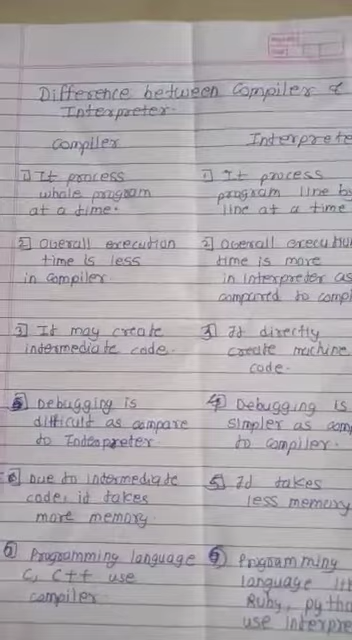 Difference between Compiler &
Interpreter.
Compiler
Interprete
1) It process
whole program
at a time.
1) It process
program line b
line at a time
2) Overall execution
time is less
in compiler
2) Overall execution
time is more
in interpreter as
compared to comp
3) It may create
intermediate code.
3) It directly
create machine
code.
Debugging is
difficult as compare
to Interpreter
4) Debugging is
simpler as com
to compiler.
Due to intermediate
code, it takes
more memory.
5) It takes
less memory
6) Programming language
C, C++ use
compiler
6) Programming
language
Ruby, pytho
use interpre